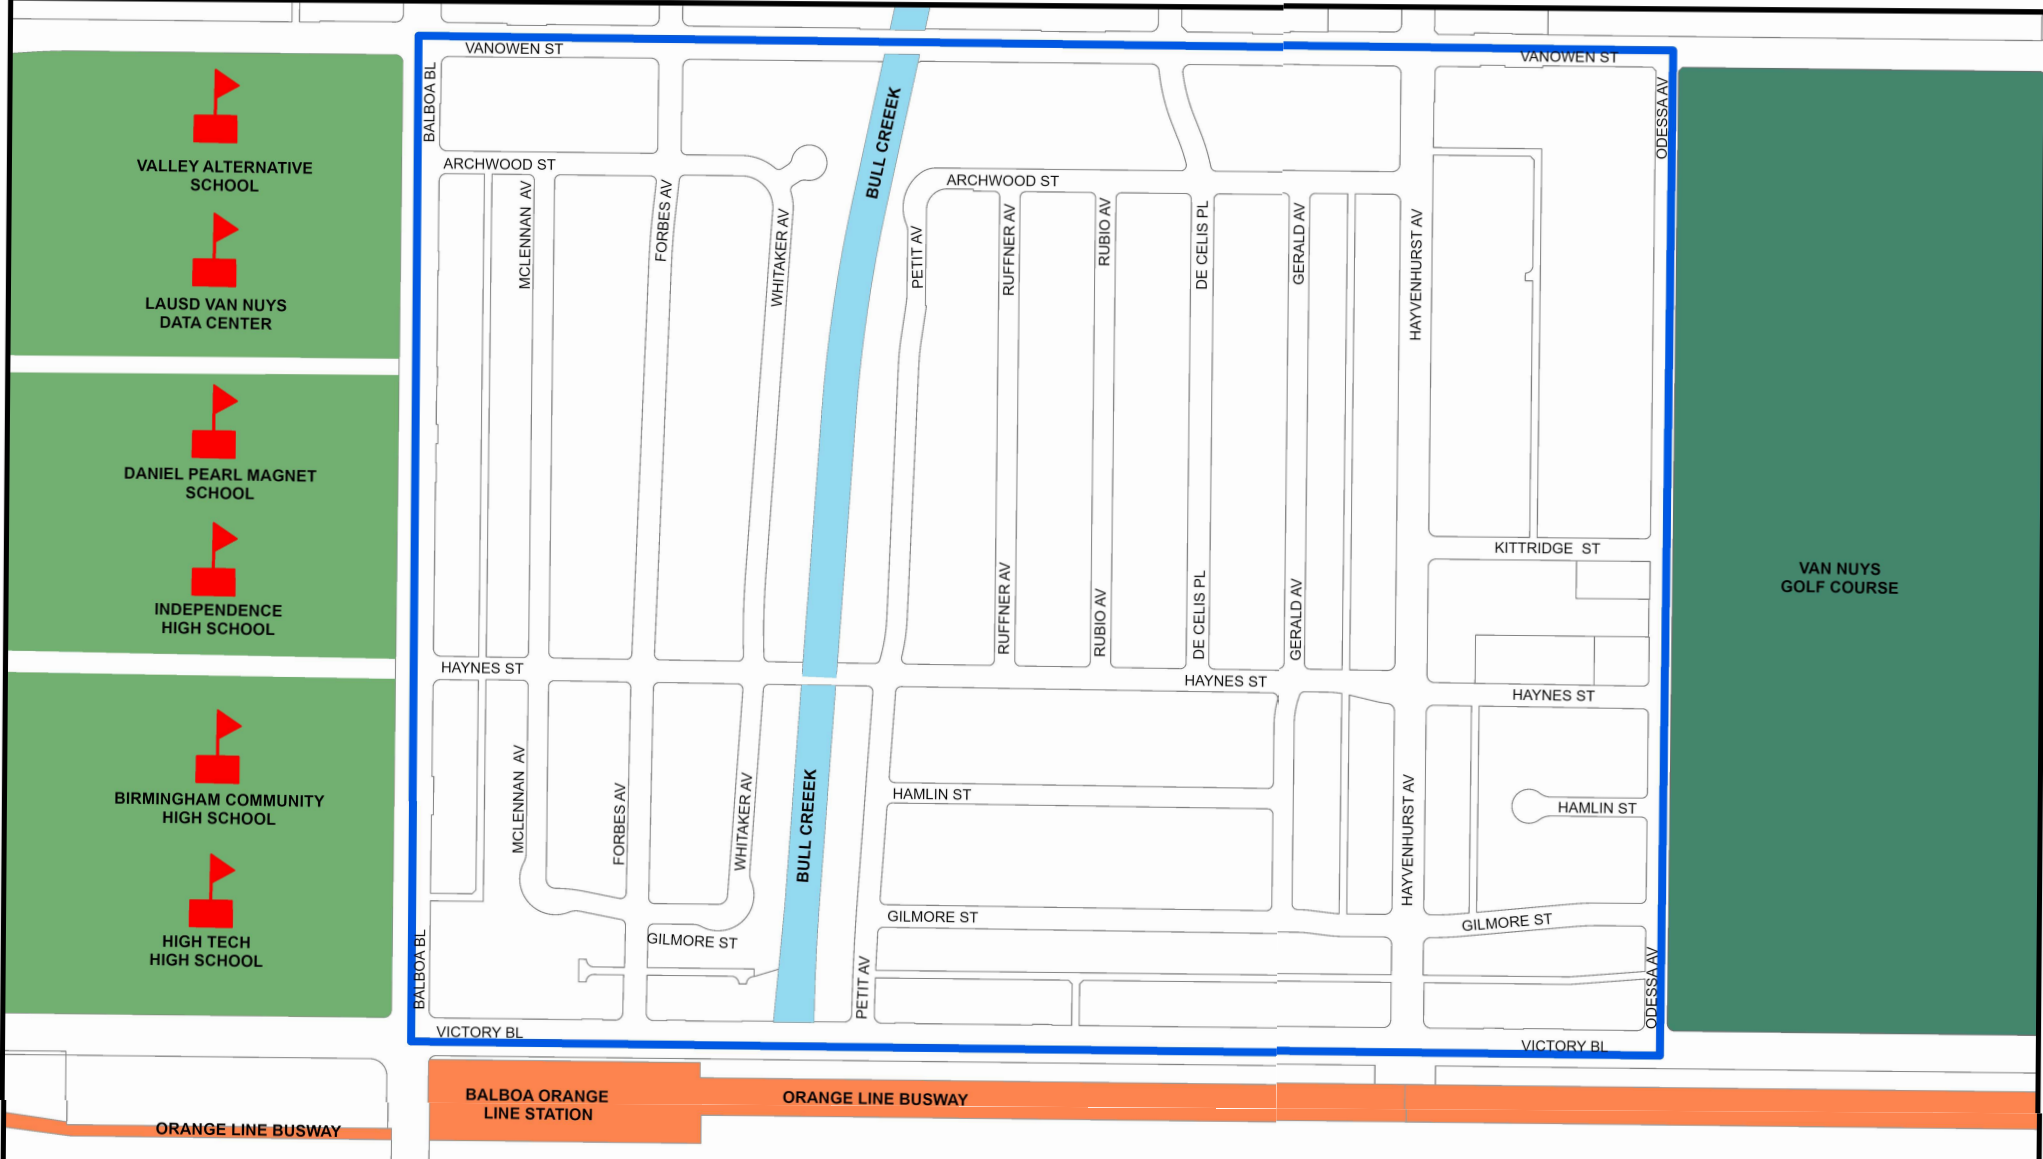 VANOWEN ST
VANOWEN ST
BALBOA BL
ODESSA AV
BULL CREEEK
VALLEY ALTERNATIVE
SCHOOL
ARCHWOOD ST
ARCHWOOD ST
MCLENNAN AV
FORBES AV
WHITAKER AV
PETIT AV
RUFFNER AV
RUBIO AV
DE CELIS PL
GERALD AV
HAYVENHURST AV
LAUSD VAN NUYS
DATA CENTER
DANIEL PEARL MAGNET
SCHOOL
KITTRIDGE ST
VAN NUYS
GOLF COURSE
INDEPENDENCE
HIGH SCHOOL
RUFFNER AV
RUBIO AV
DE CELIS PL
GERALD AV
HAYNES ST
HAYNES ST
HAYNES ST
BIRMINGHAM COMMUNITY
HIGH SCHOOL
MCLENNAN AV
FORBES AV
WHITAKER AV
BULL CREEEK
HAMLIN ST
HAYVENHURST AV
HAMLIN ST
GILMORE ST
GILMORE ST
GILMORE ST
HIGH TECH
HIGH SCHOOL
BALBOA BL
PETIT AV
ODESSA AV
VICTORY BL
VICTORY BL
BALBOA ORANGE
LINE STATION
ORANGE LINE BUSWAY
ORANGE LINE BUSWAY